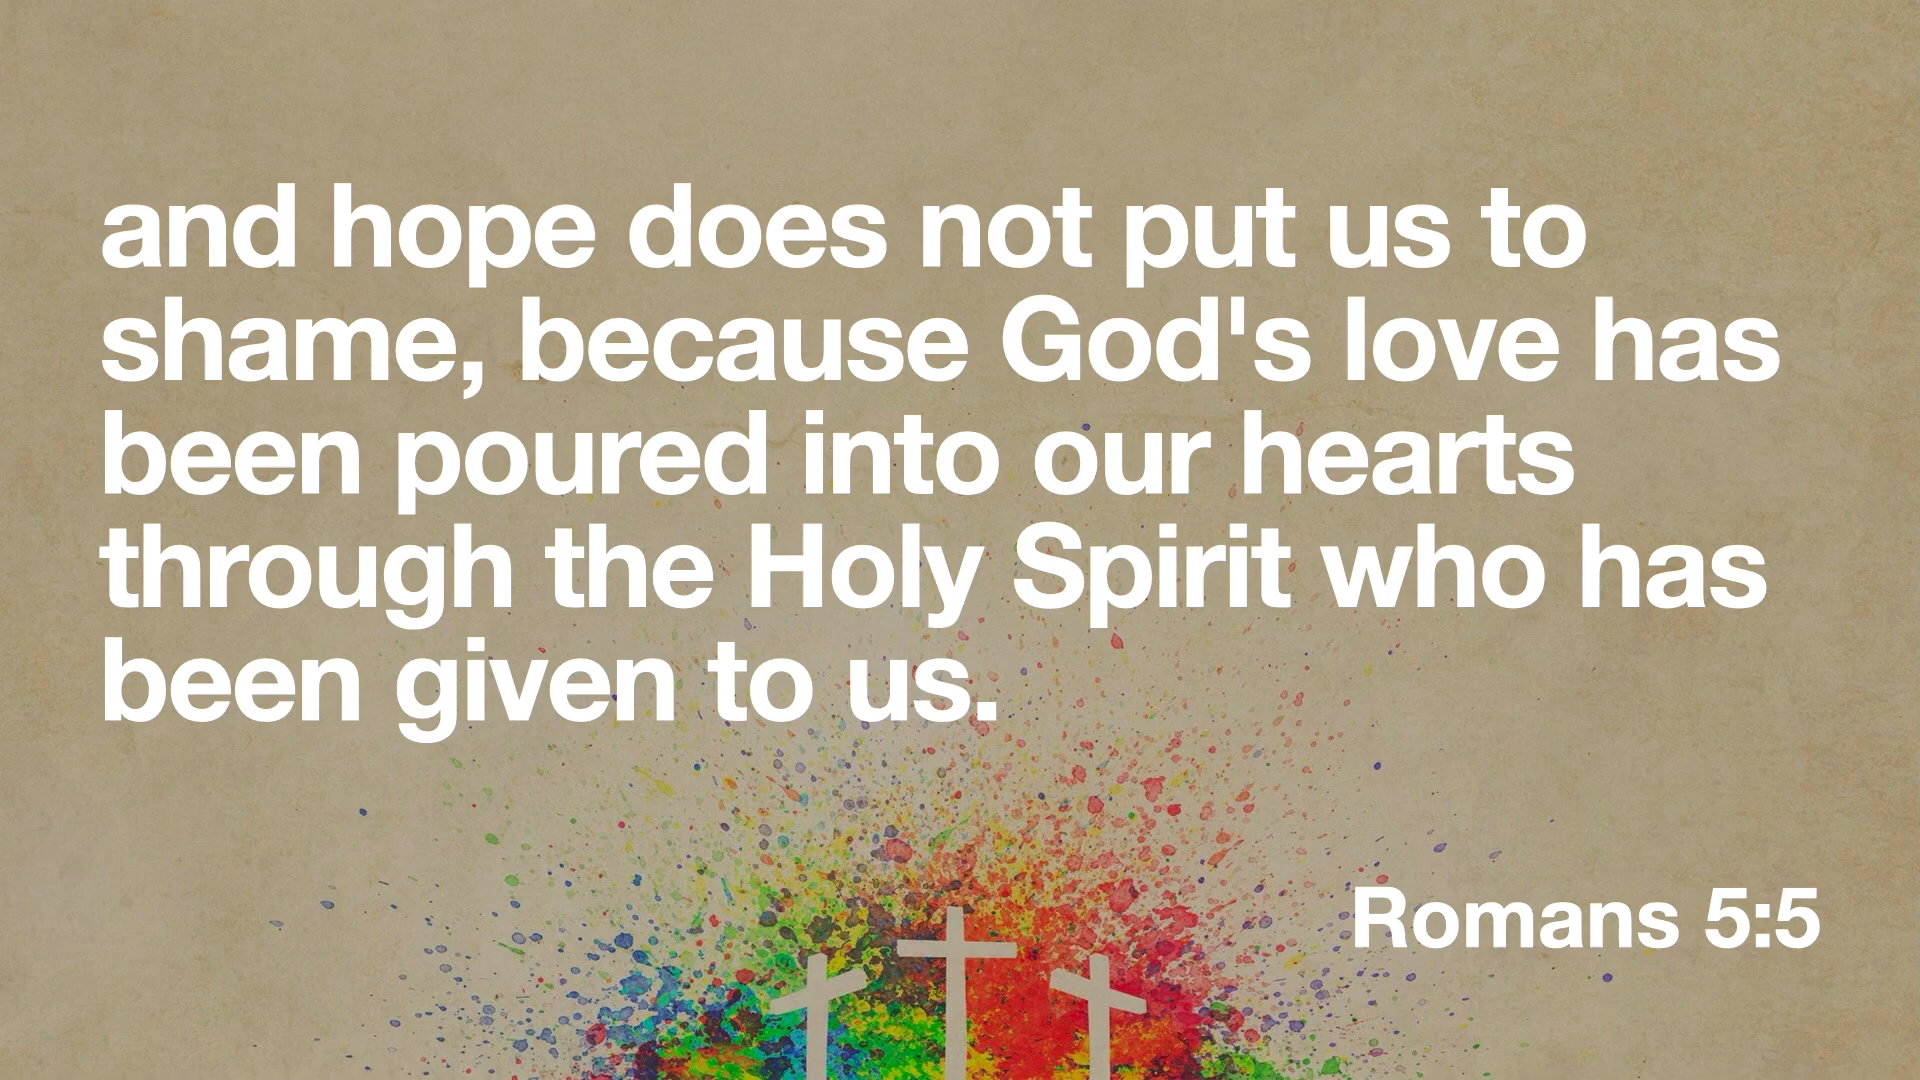 and hope does not put us to
shame, because God's love has
been poured into our hearts
through the Holy Spirit who has
been given to us.
Romans 5:5